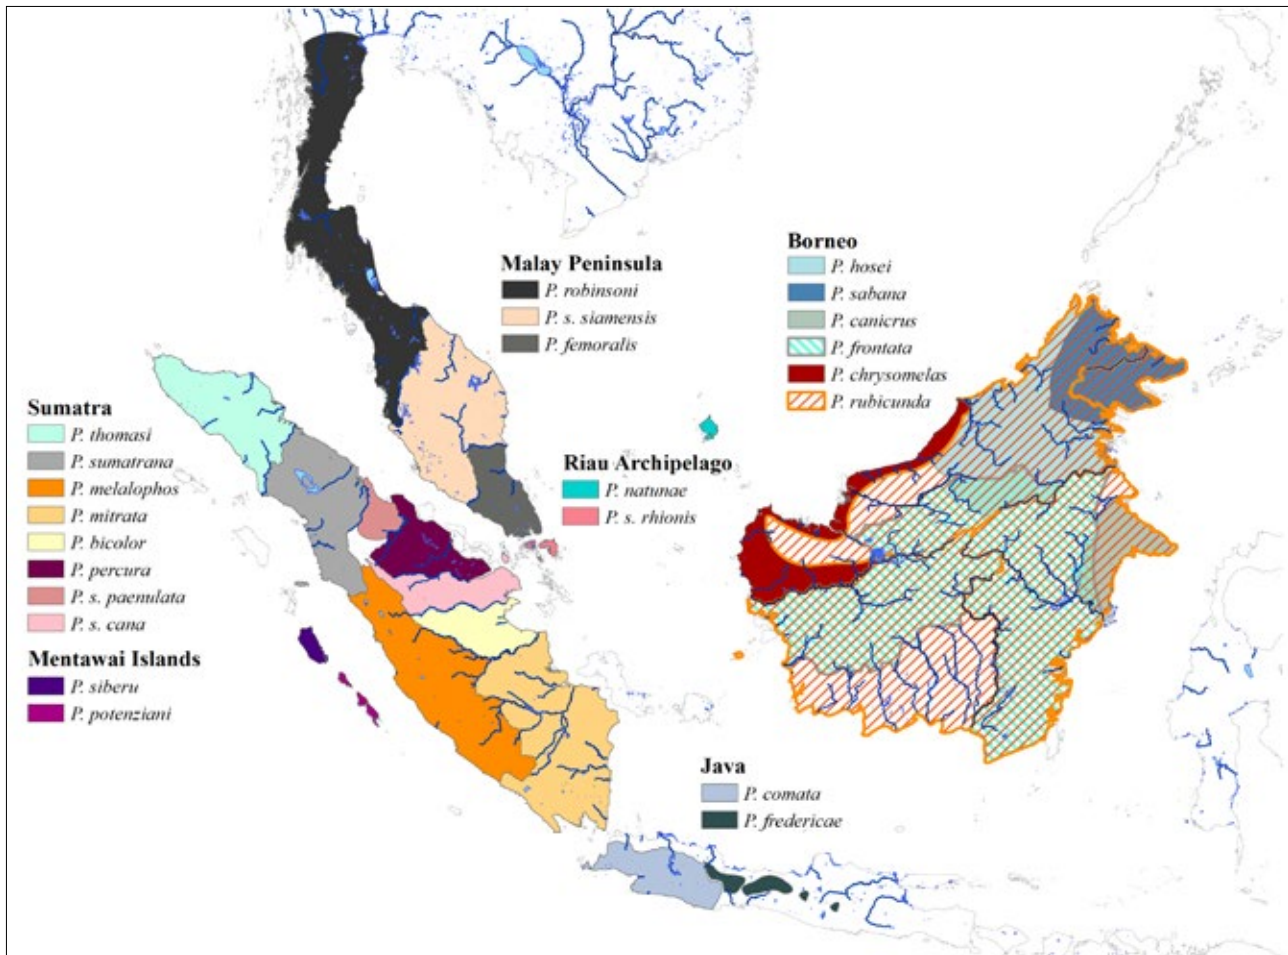 Malay Peninsula
P. robinsoni
P. s. siamensis
P. femoralis
Borneo
P. hosei
P. sabana
P. canicrus
P. frontata
P. chrysomelas
P. rubicunda
Sumatra
P. thomasi
P. sumatrana
P. melalophos
P. mitrata
P. bicolor
P. percura
P. s. paenulata
P. s. cana
Mentawai Islands
P. siberu
P. potenziani
Riau Archipelago
P. natunae
P. s. rhionis
Java
P. comata
P. fredericae